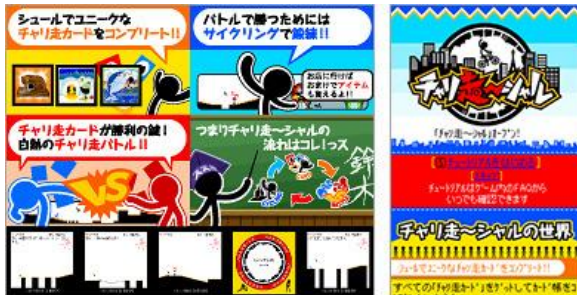 シュールでユニークな
チャリ走カードをコンプリート!!
バトルで勝つためには
サイクリングで鍛錬!!
お店に行けば
おまけでアイテム
も貰えるよ!!
チャリ走カードが勝利の鍵!
白熱のチャリ走バトル!!
VS
つまりチャリ走〜シャルの
流れはコレ!っス
鈴木
チャリ走〜シャル
「チャリ走〜シャル」オープン!
チュートリアルはゲーム内のFAQから
いつでも確認できます
チャリ走〜シャルの世界
シュールでユニークなチャリ走カードをコンプリート!!
すべての「チャリ走カード」をゲットしてカード帳をコ